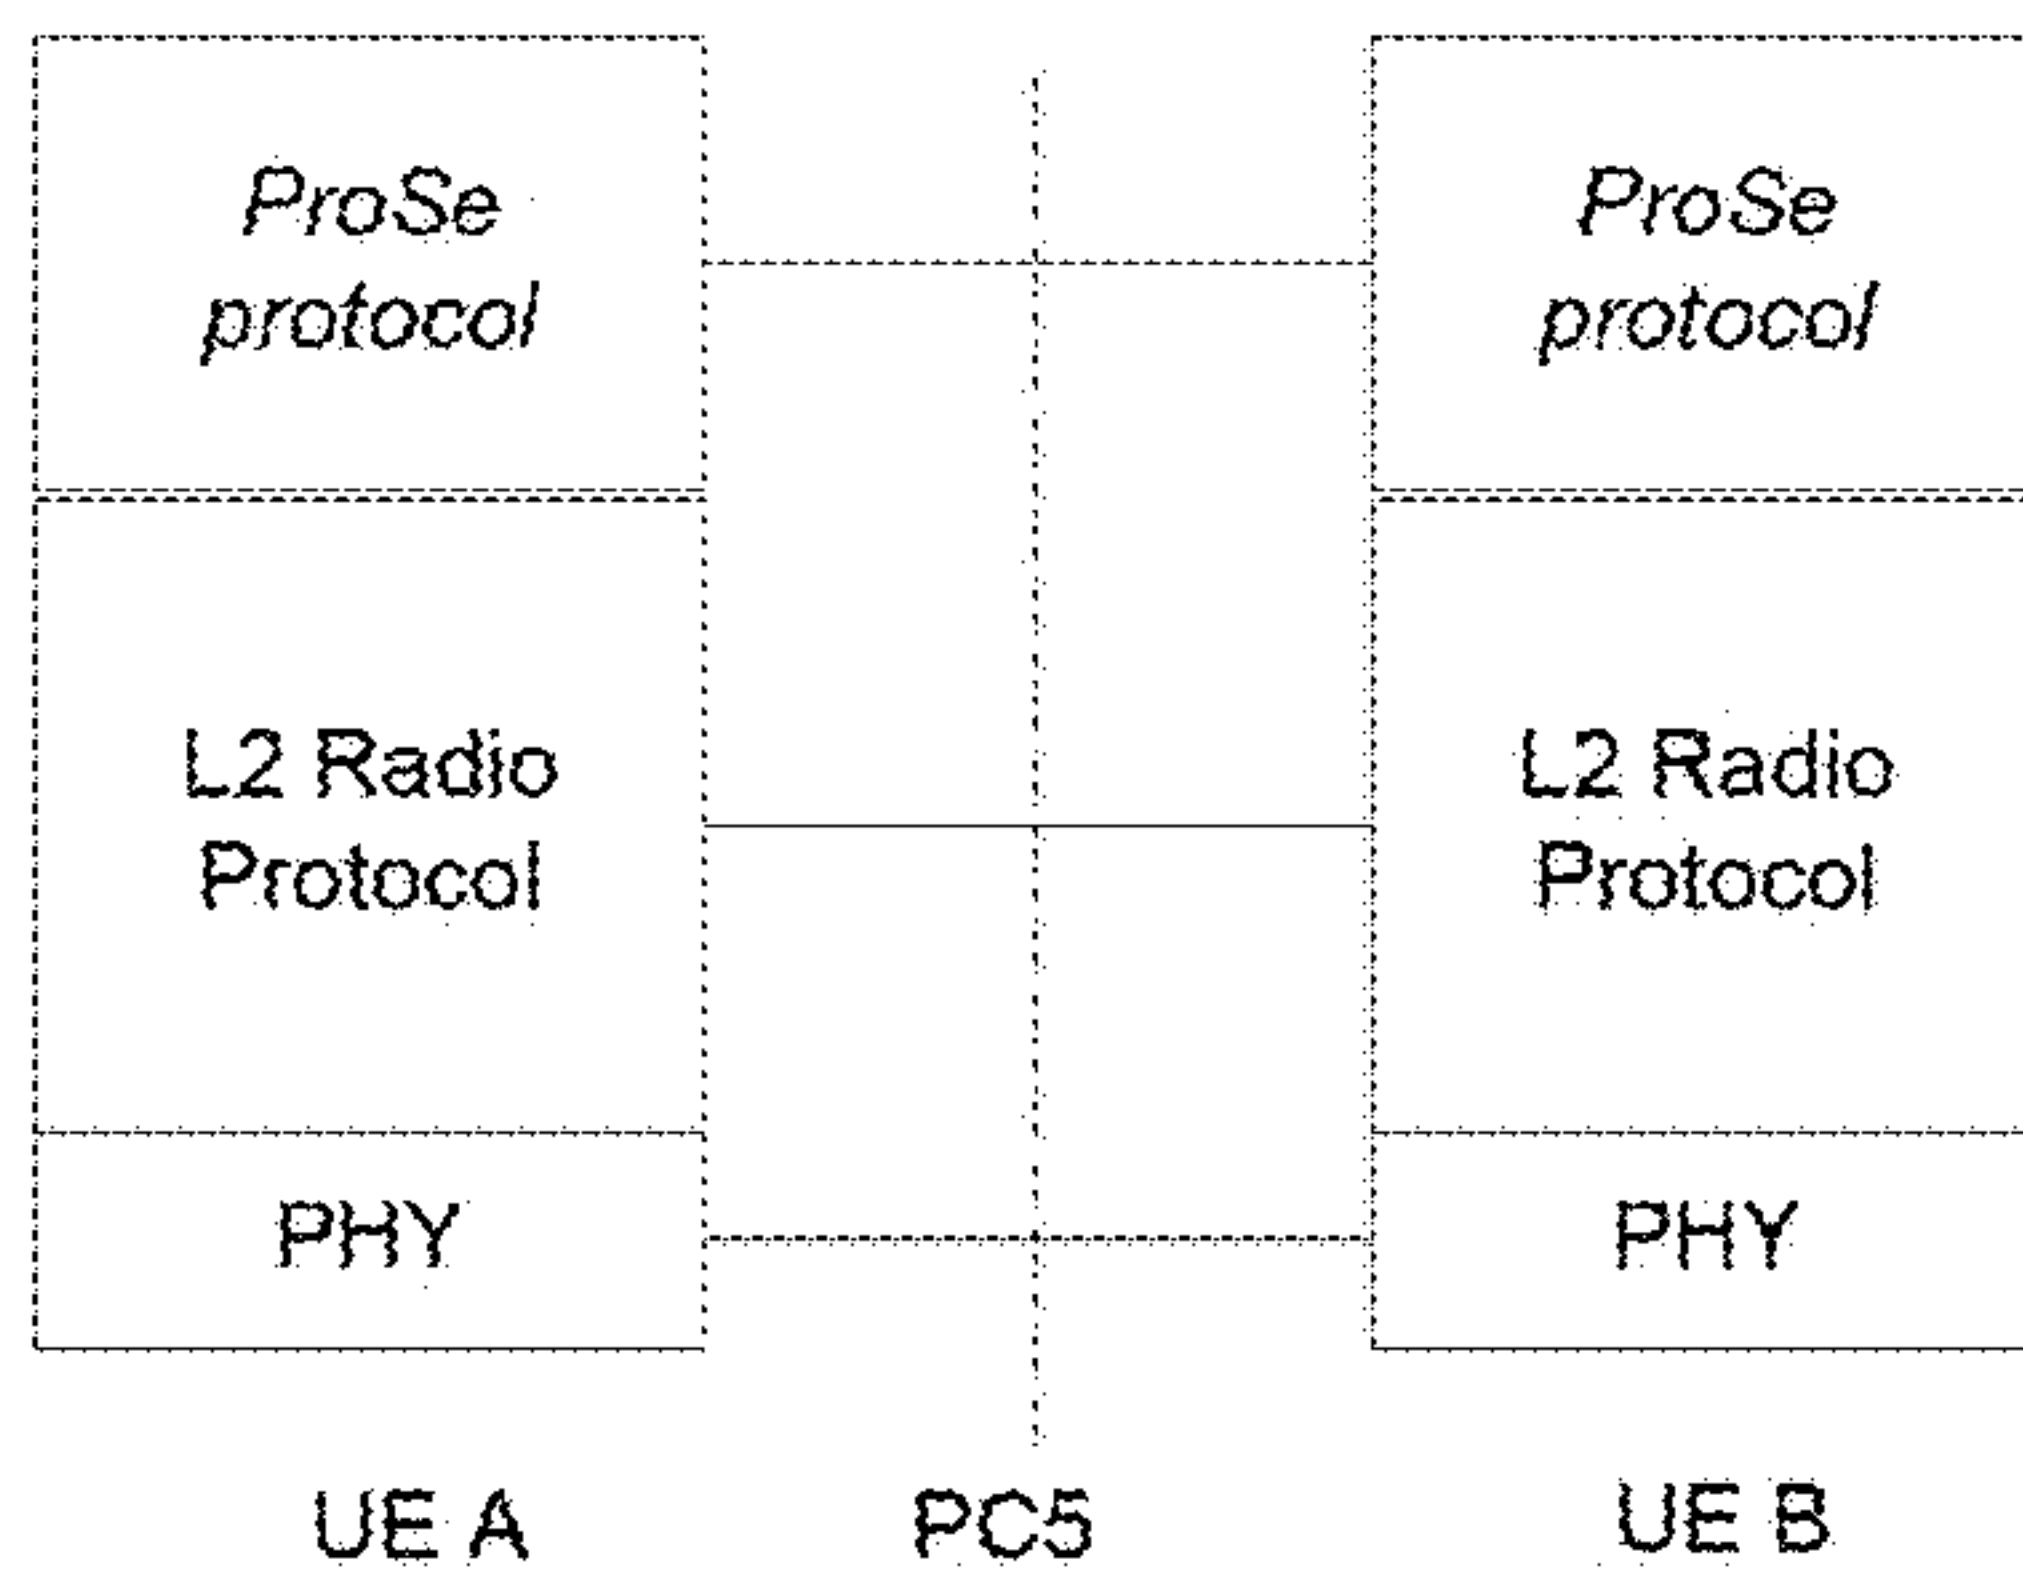 ProSe
protocol
ProSe
protocol
L2 Radio
Protocol
L2 Radio
Protocol
PHY
PHY
UE A
PC5
UE B